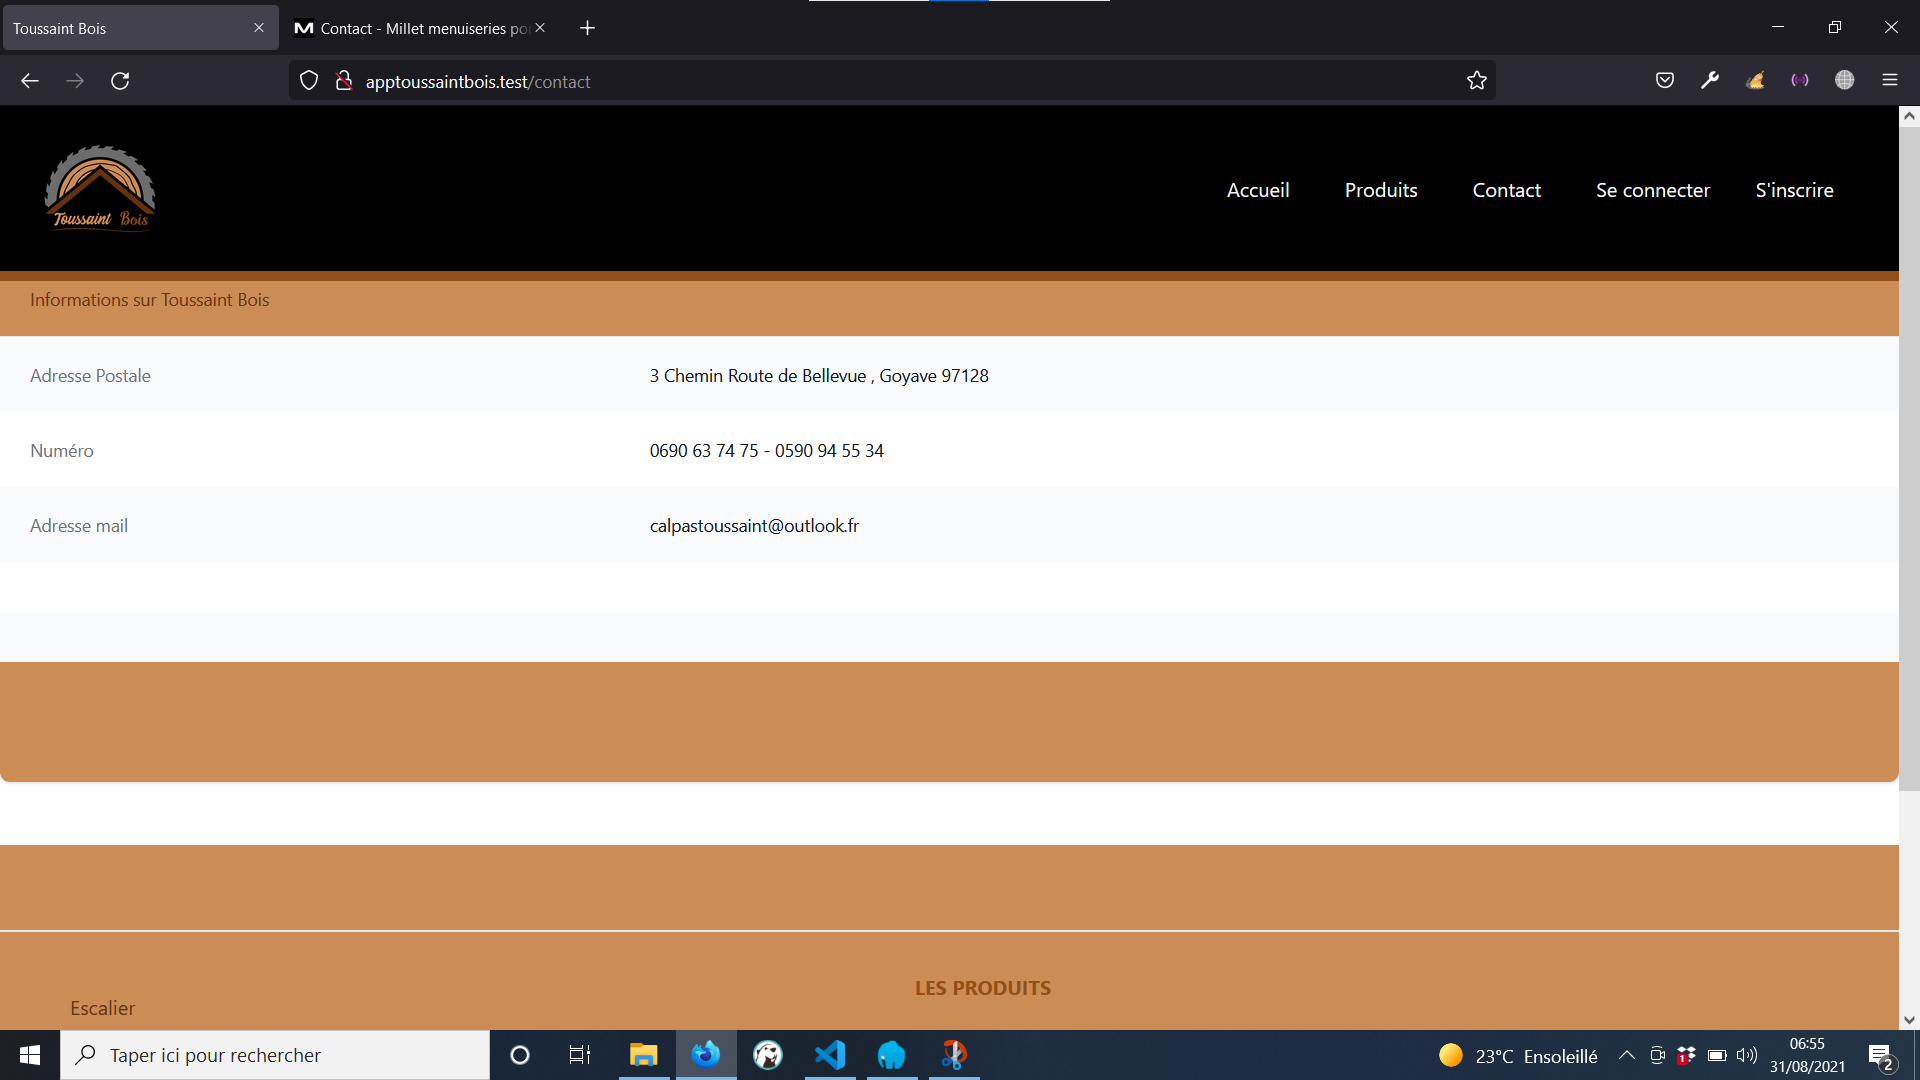 Toussaint Bois
Contact - Millet menuiseries po
apptoussaintbois.test/contact
Toussaint Bois
Accueil
Produits
Contact
Se connecter
S'inscrire
Informations sur Toussaint Bois
Adresse Postale
3 Chemin Route de Bellevue , Goyave 97128
Numéro
0690 63 74 75 - 0590 94 55 34
Adresse mail
calpastoussaint@outlook.fr
LES PRODUITS
Escalier
Taper ici pour rechercher
23°C Ensoleillé
1
06:55
31/08/2021
2